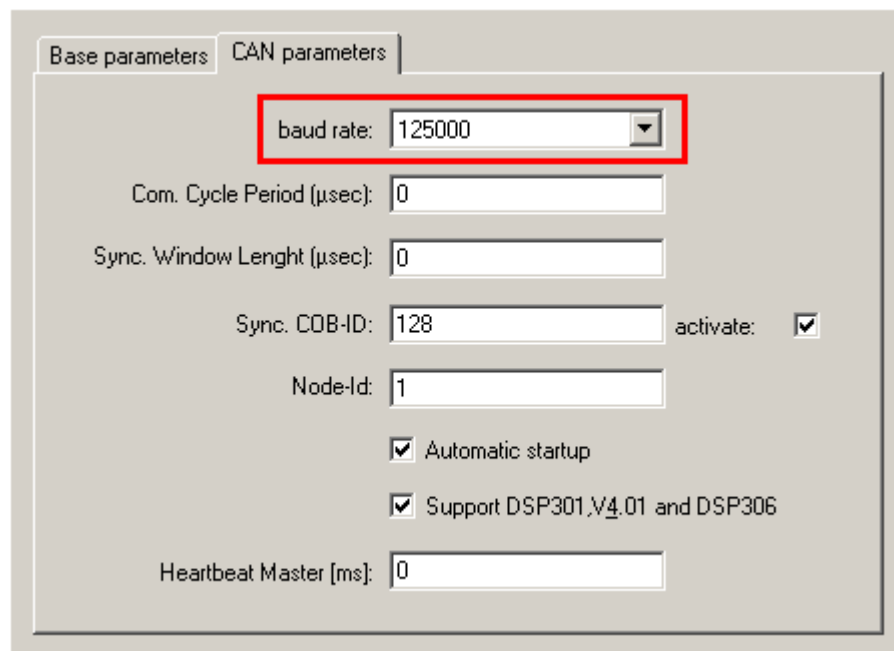 Base parameters CAN parameters
baud rate: 125000
Com. Cycle Period (µsec): 0
Sync. Window Lenght (µsec): 0
Sync. COB-ID: 128 activate:
Node-Id: 1
Automatic startup
Support DSP301,V4.01 and DSP306
Heartbeat Master [ms]: 0